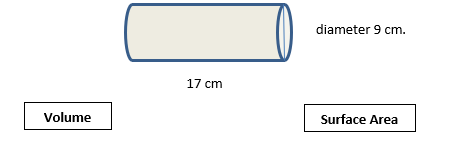 diameter 9 cm.
17 cm
Volume
Surface Area